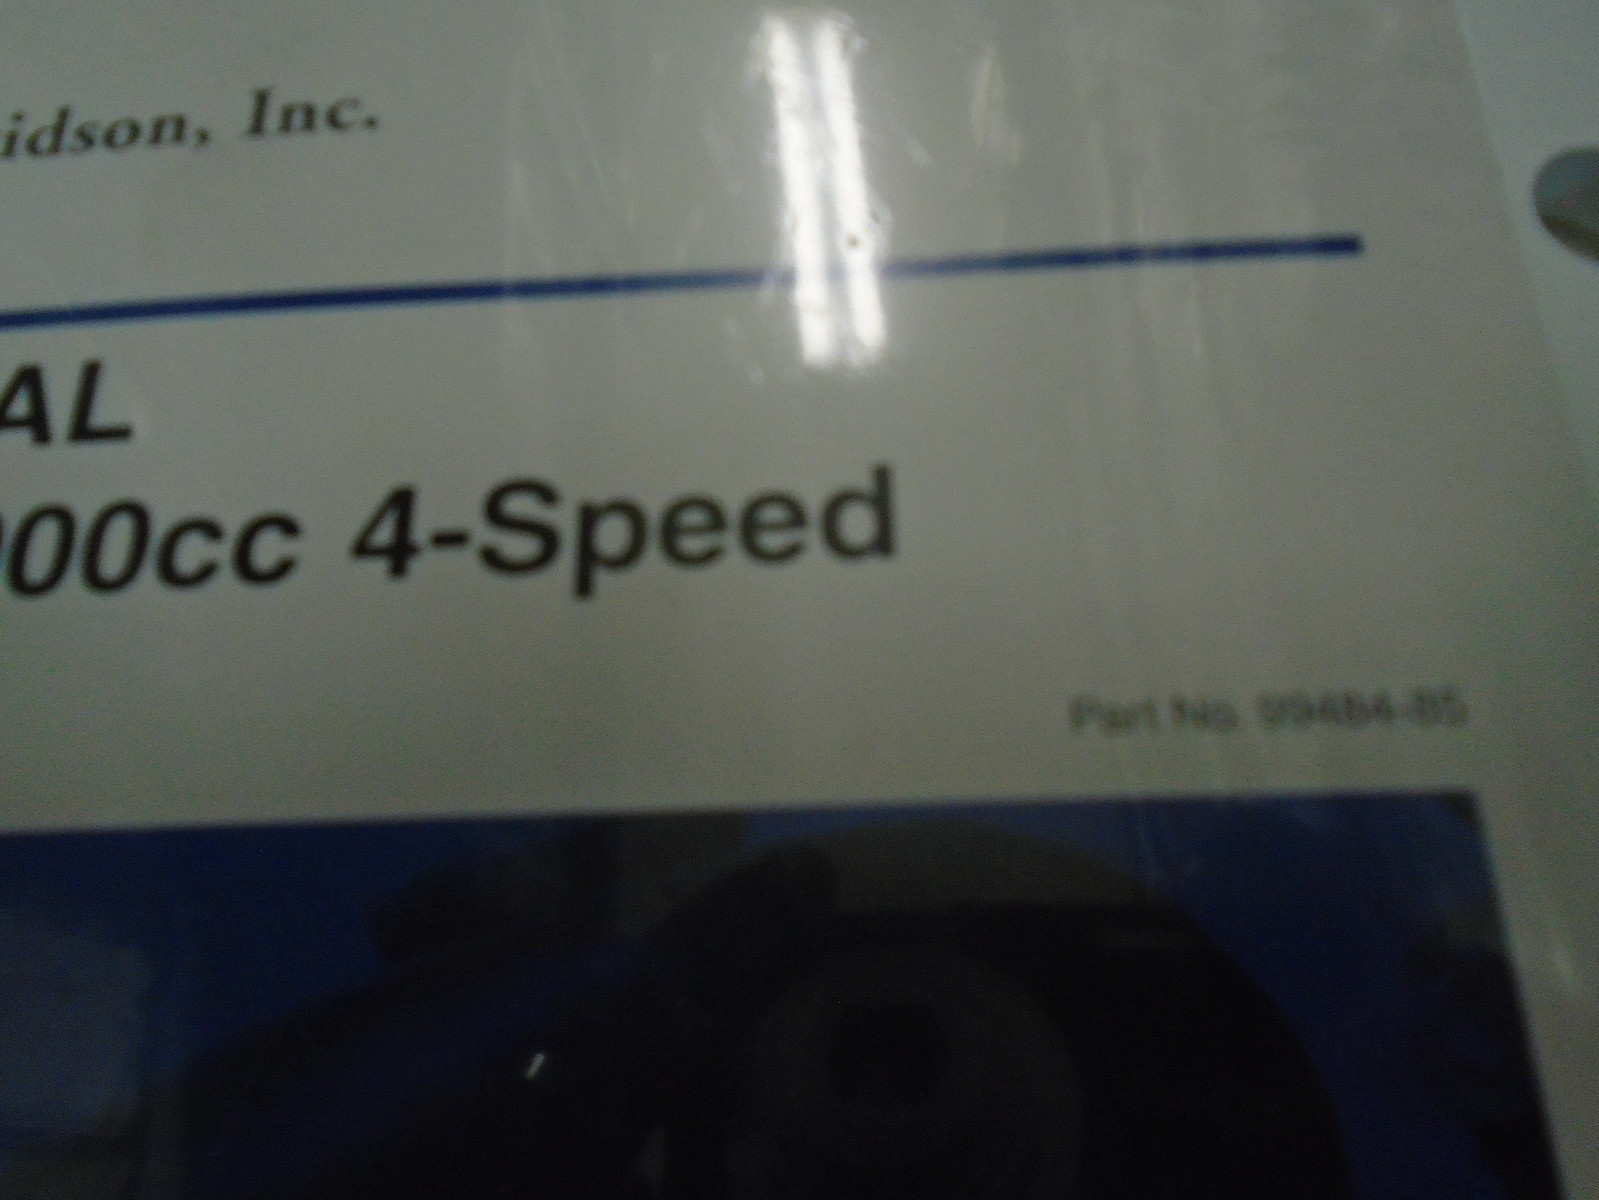 idson, Inc.
AL
00cc 4-Speed
Part No. 99484-85